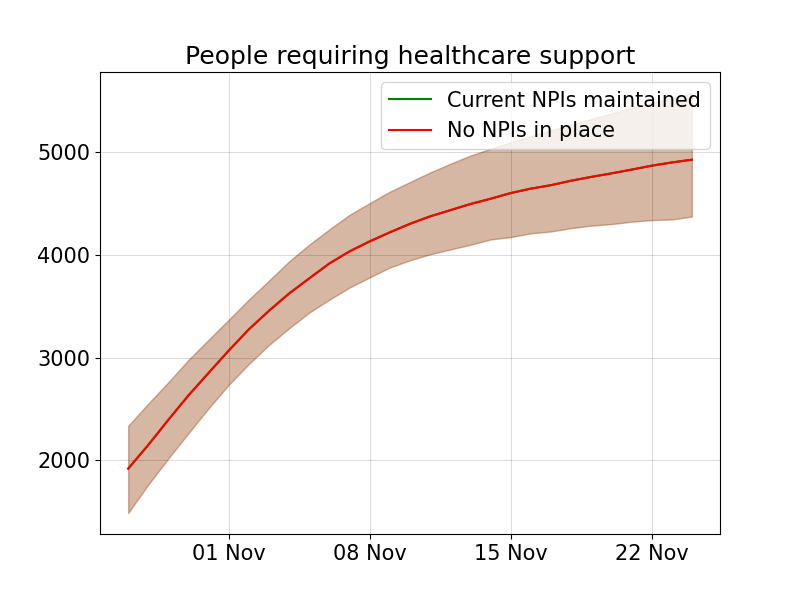 People requiring healthcare support
Current NPIs maintained
No NPIs in place
5000
4000
3000
2000
01 Nov
08 Nov
15 Nov
22 Nov